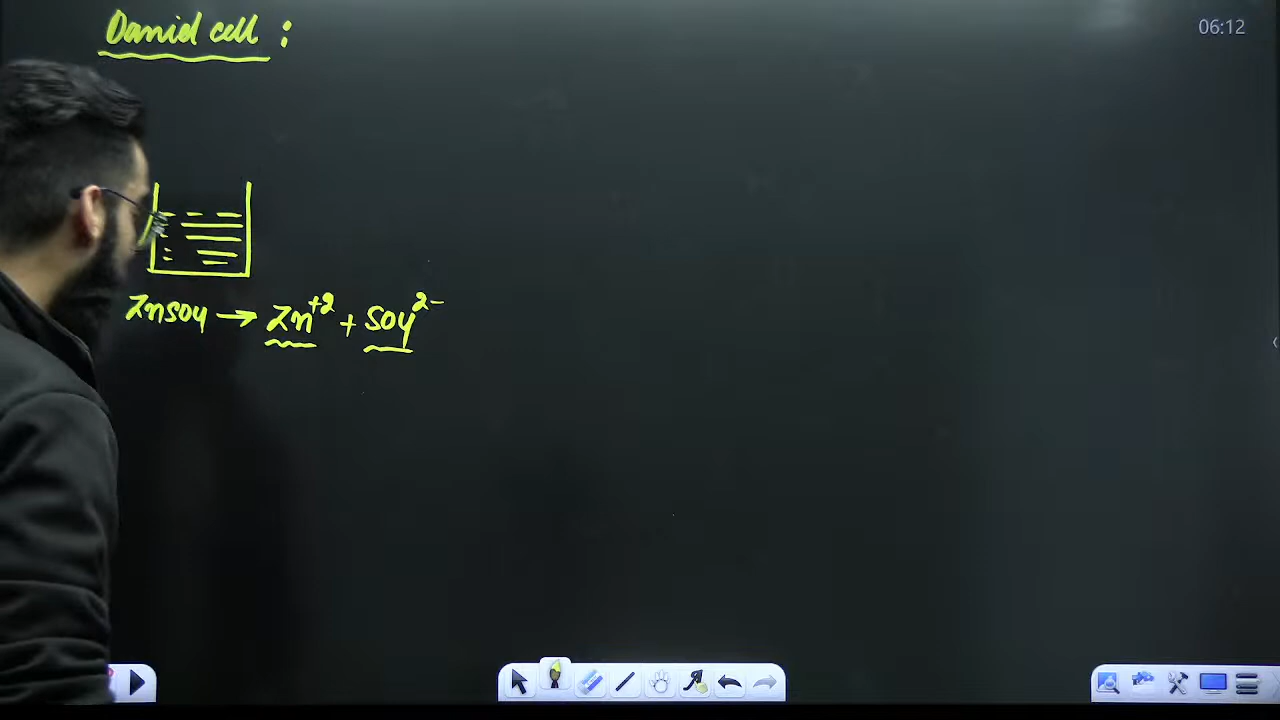 Daniel cell :
06:12
ZnSO4 → Zn+2 + SO4 2-